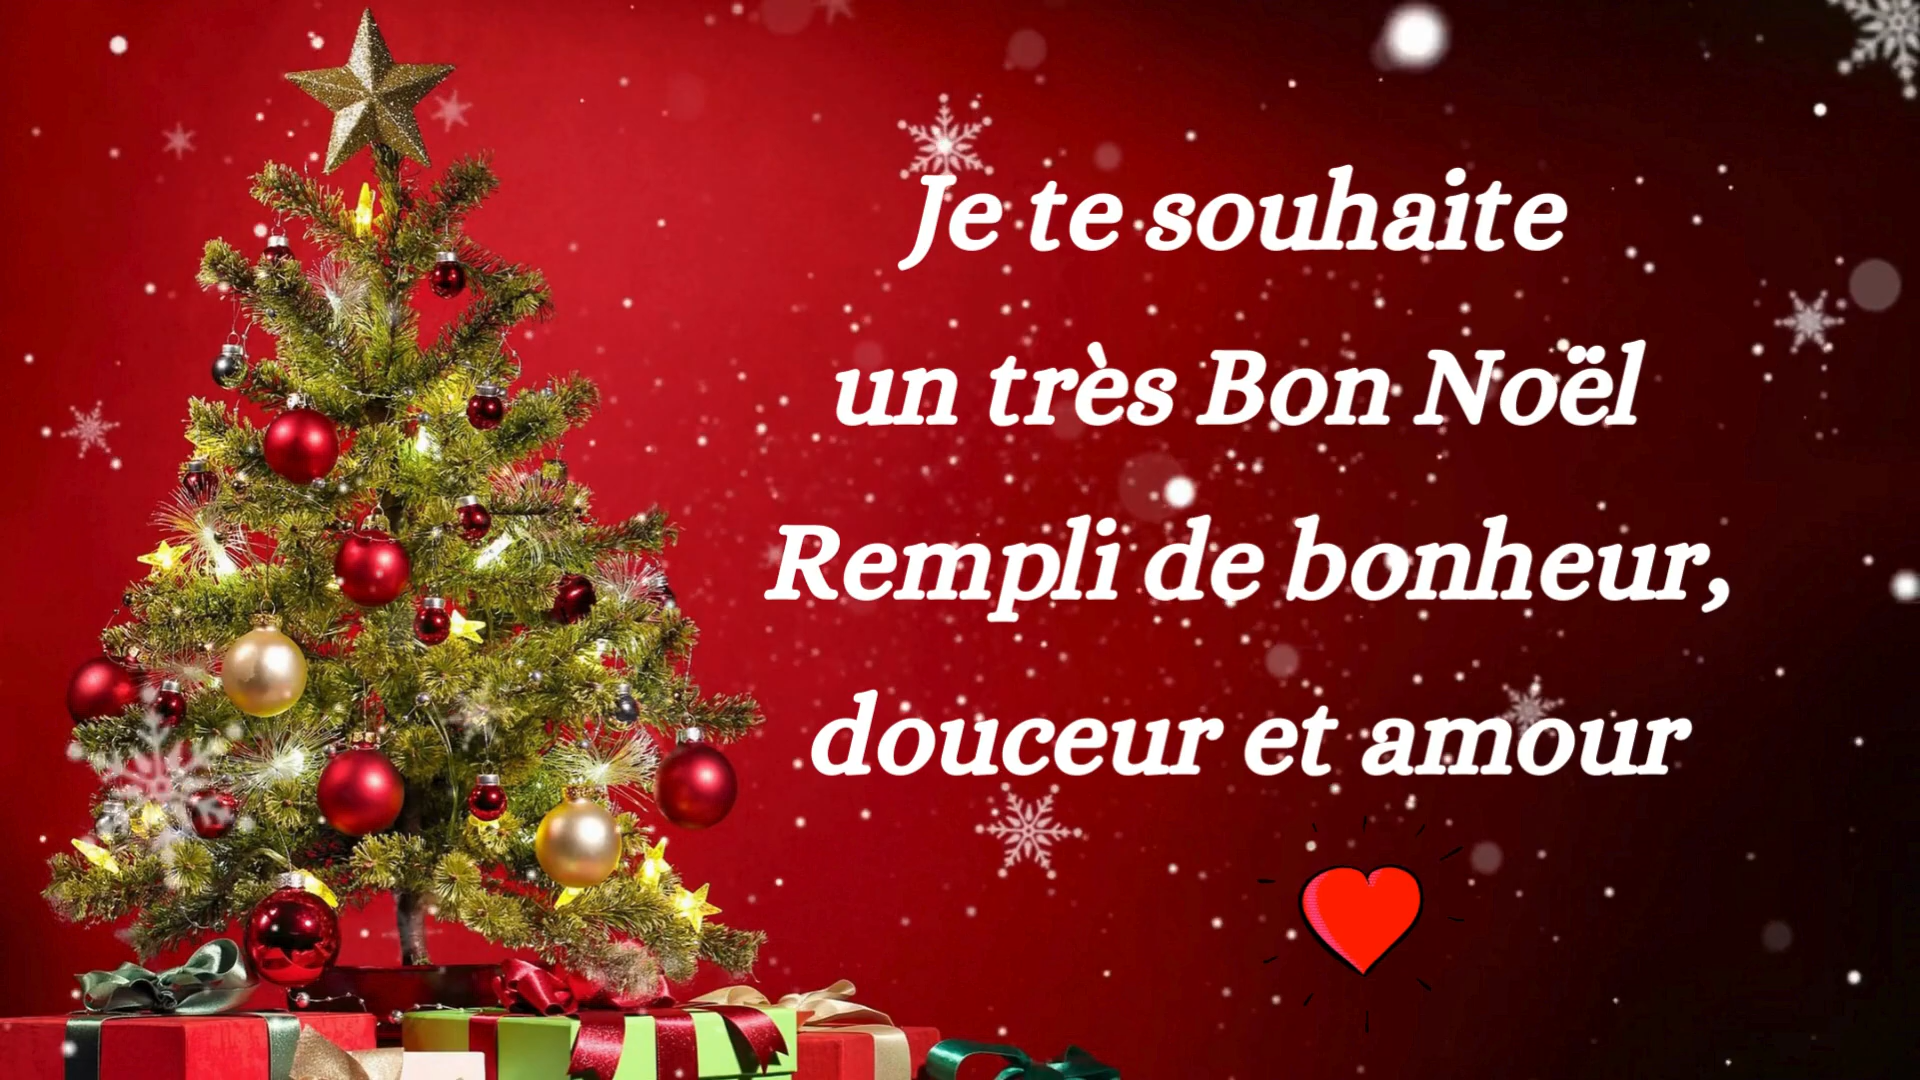 Je te souhaite
un très Bon Noël
Rempli de bonheur,
douceur et amour